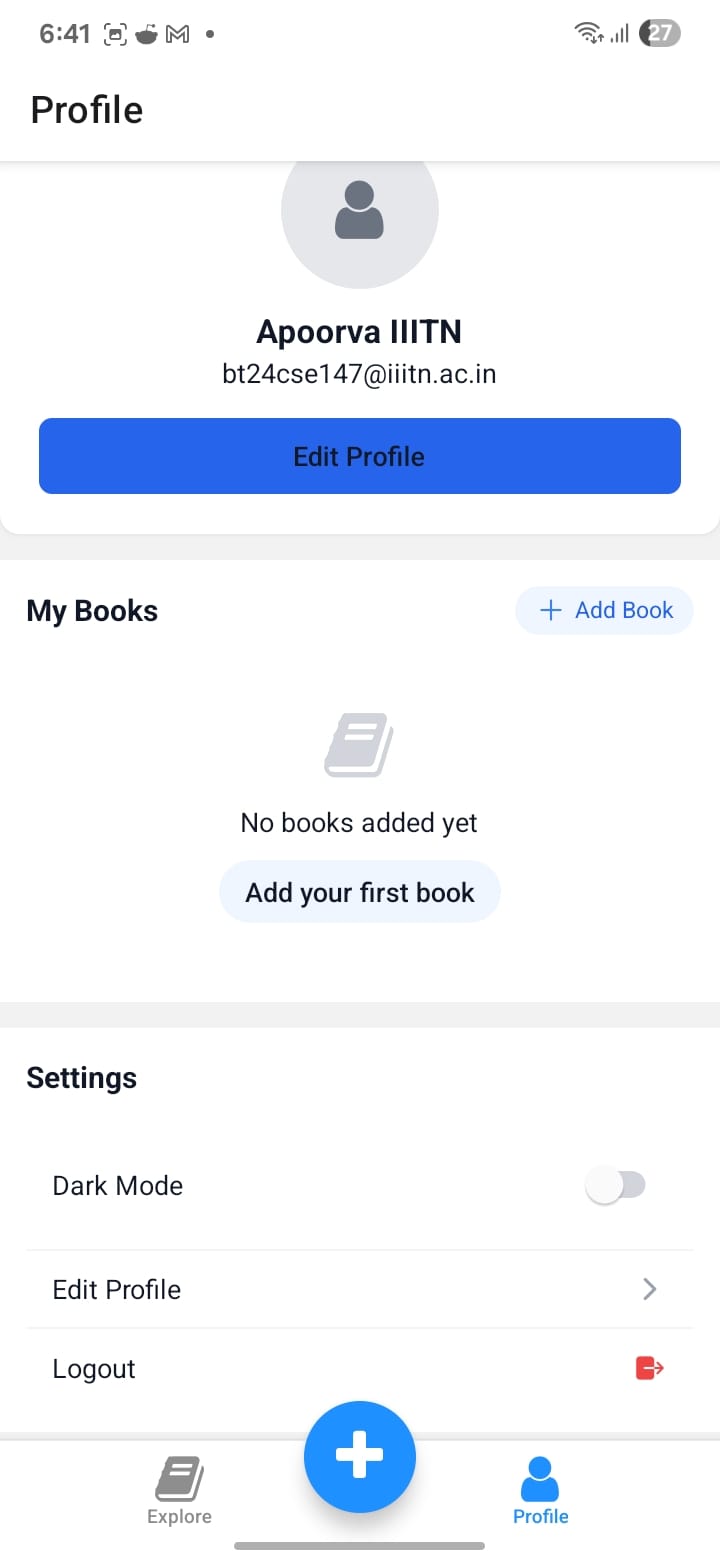 6:41
27
Profile
Apoorva IIITN
bt24cse147@iiitn.ac.in
Edit Profile
My Books
Add Book
No books added yet
Add your first book
Settings
Dark Mode
Edit Profile
Logout
Explore
Profile